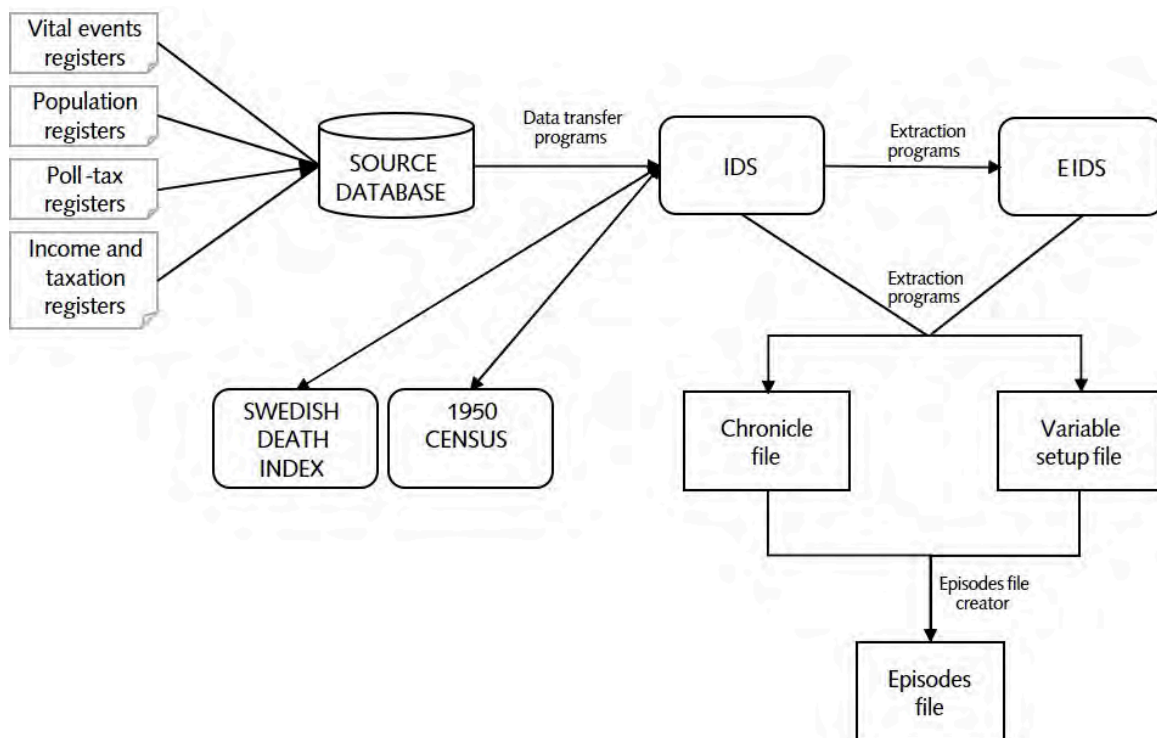 Vital events
registers
Population
registers
Poll-tax
registers
Income and
taxation
registers
SOURCE
DATABASE
Data transfer
programs
IDS
Extraction
programs
EIDS
SWEDISH
DEATH
INDEX
1950
CENSUS
Extraction
programs
Chronicle
file
Variable
setup file
Episodes file
creator
Episodes
file